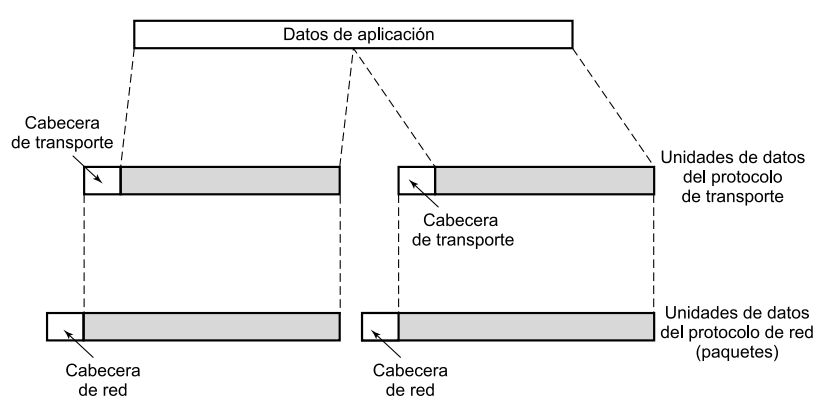 Datos de aplicación
Cabecera
de transporte
Unidades de datos
del protocolo
de transporte
Cabecera
de transporte
Unidades de datos
del protocolo de red
(paquetes)
Cabecera
de red
Cabecera
de red